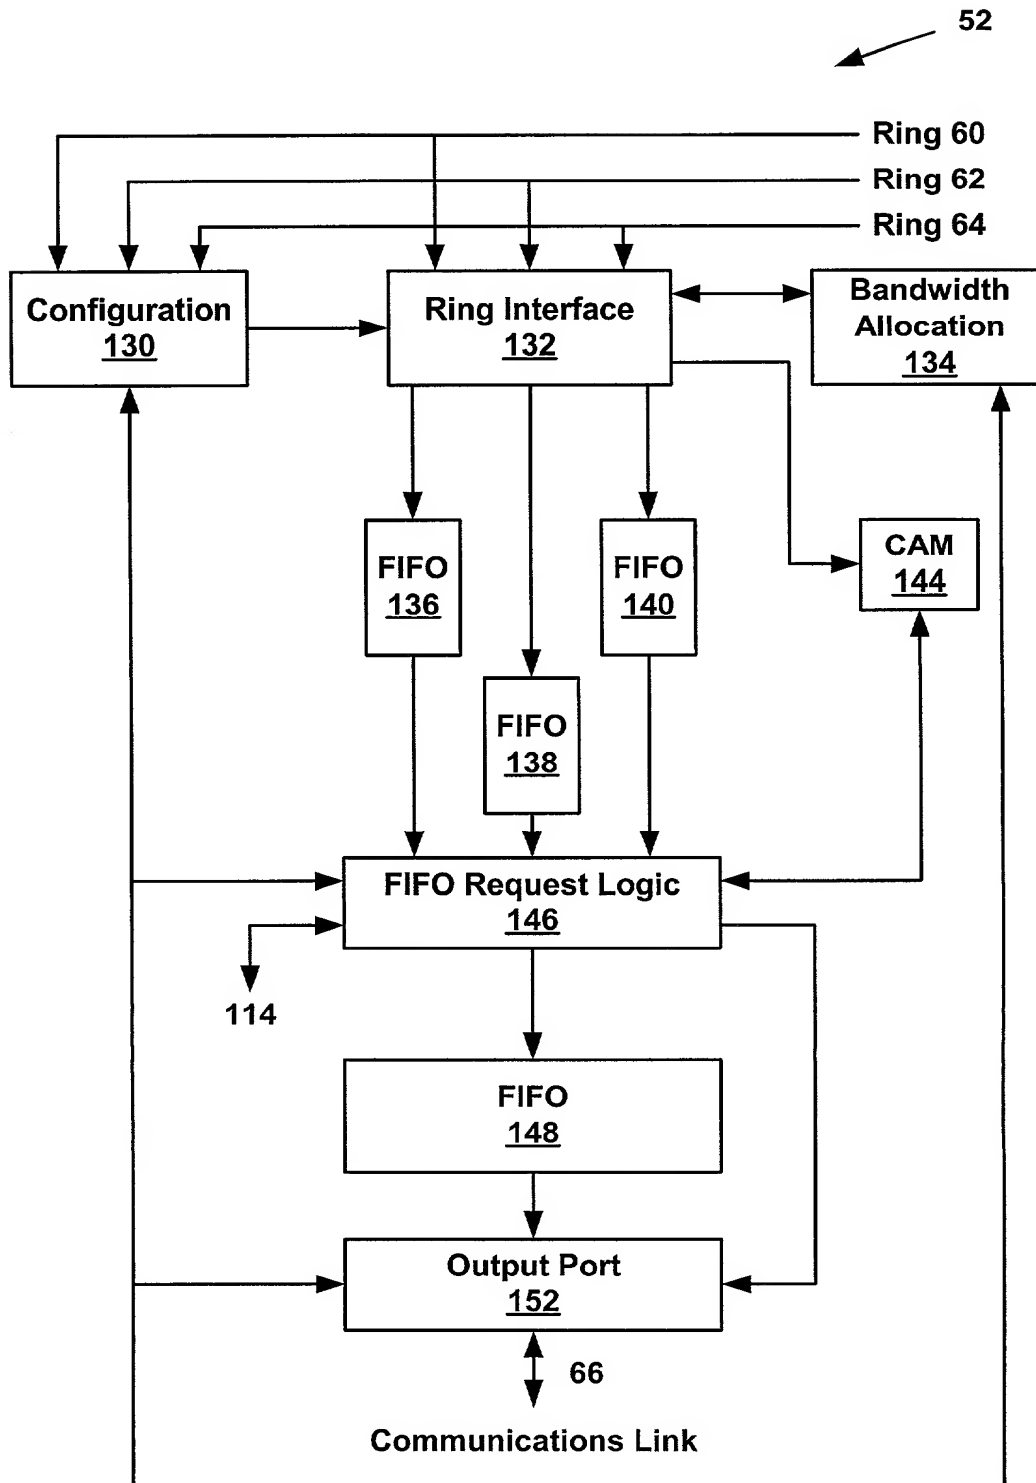 52
Ring 60
Ring 62
Ring 64
Configuration
130
Ring Interface
132
Bandwidth
Allocation
134
FIFO
136
FIFO
140
CAM
144
FIFO
138
FIFO Request Logic
146
114
FIFO
148
Output Port
152
66
Communications Link